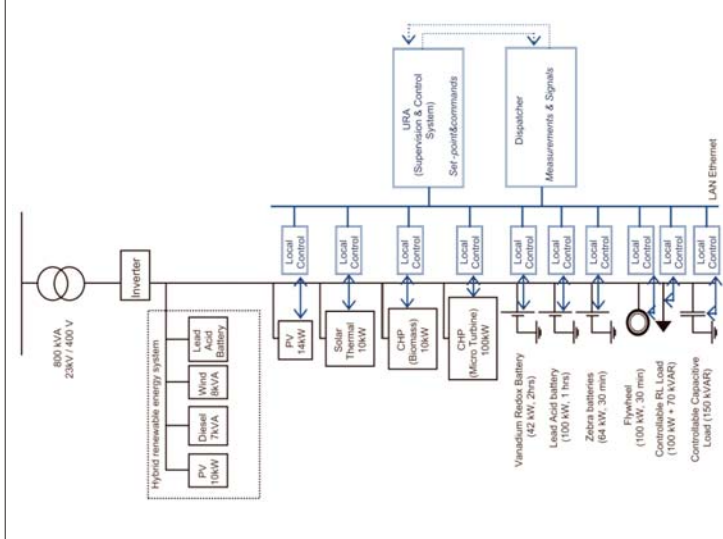 800 kVA
23kV / 400 V
Inverter
Hybrid renewable energy system
PV
10kW
Diesel
7kVA
Wind
8kVA
Lead
Acid
Battery
PV
14kW
Solar
Thermal
10kW
CHP
(Biomass)
10kW
CHP
(Micro Turbine)
100kW
Vanadium Redox Battery
(42 kW, 2hrs)
Lead Acid battery
(100 kW, 1 hrs)
Zebra batteries
(64 kW, 30 min)
Flywheel
(100 kW, 30 min)
Controllable RL Load
(100 kW + 70 kVAR)
Controllable Capacitive
Load (150 kVAR)
Local
Control
Local
Control
Local
Control
Local
Control
Local
Control
Local
Control
Local
Control
Local
Control
Local
Control
Local
Control
URA
(Supervision & Control
System)
Set -point&commands
Dispatcher
Measurements & Signals
LAN Ethernet